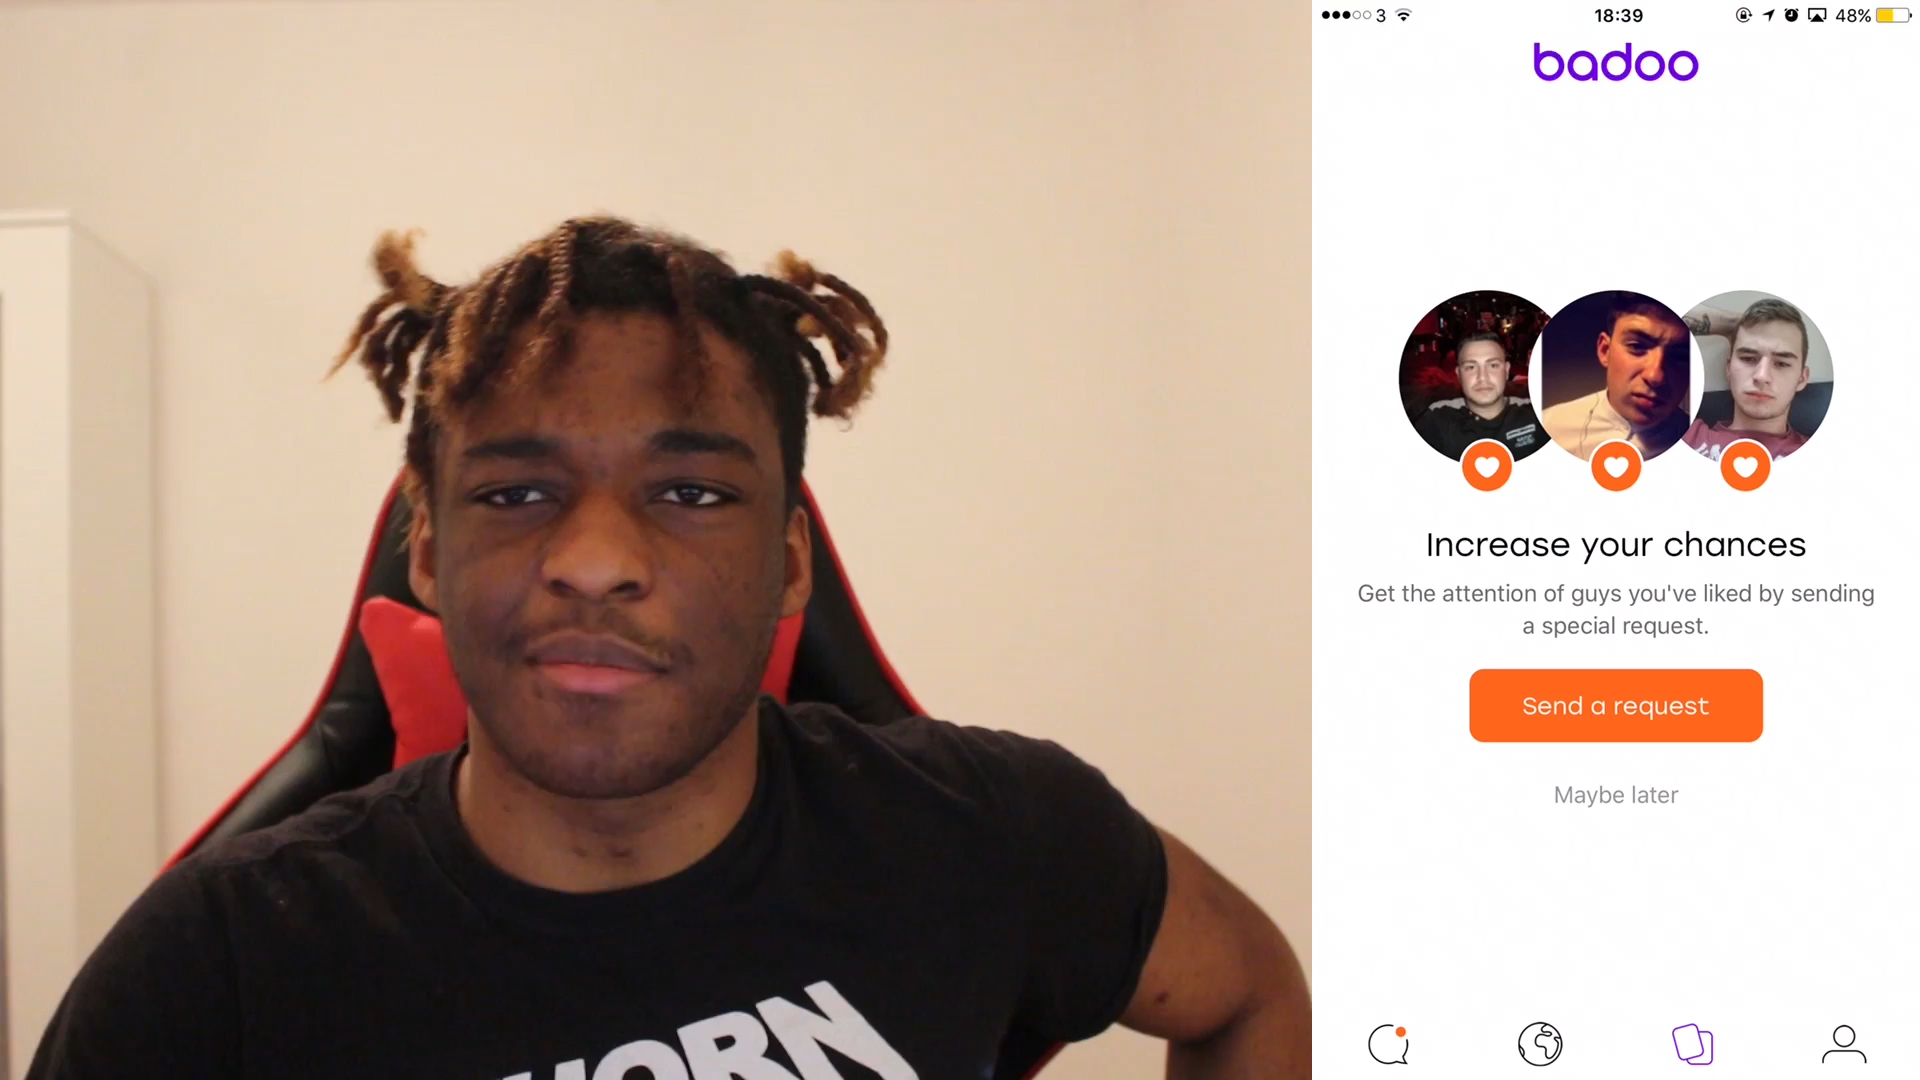 HORN
3 18:39 48%
badoo
Increase your chances
Get the attention of guys you've liked by sending
a special request.
Send a request
Maybe later